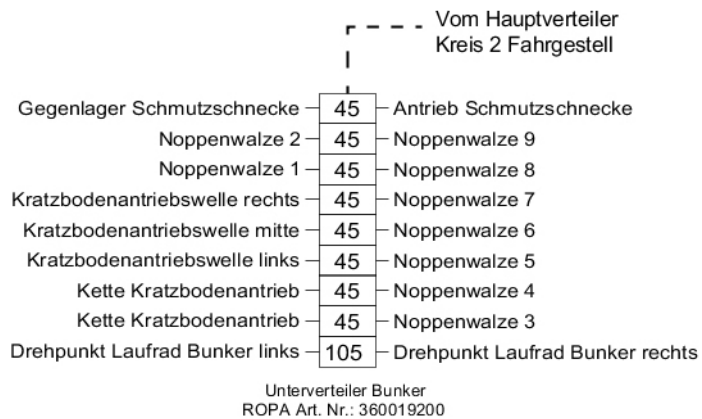 Vom Hauptverteiler
Kreis 2 Fahrgestell
Gegenlager Schmutzschnecke 45 Antrieb Schmutzschnecke
Noppenwalze 2 45 Noppenwalze 9
Noppenwalze 1 45 Noppenwalze 8
Kratzbodenantriebswelle rechts 45 Noppenwalze 7
Kratzbodenantriebswelle mitte 45 Noppenwalze 6
Kratzbodenantriebswelle links 45 Noppenwalze 5
Kette Kratzbodenantrieb 45 Noppenwalze 4
Kette Kratzbodenantrieb 45 Noppenwalze 3
Drehpunkt Laufrad Bunker links 105 Drehpunkt Laufrad Bunker rechts
Unterverteiler Bunker
ROPA Art. Nr.: 360019200